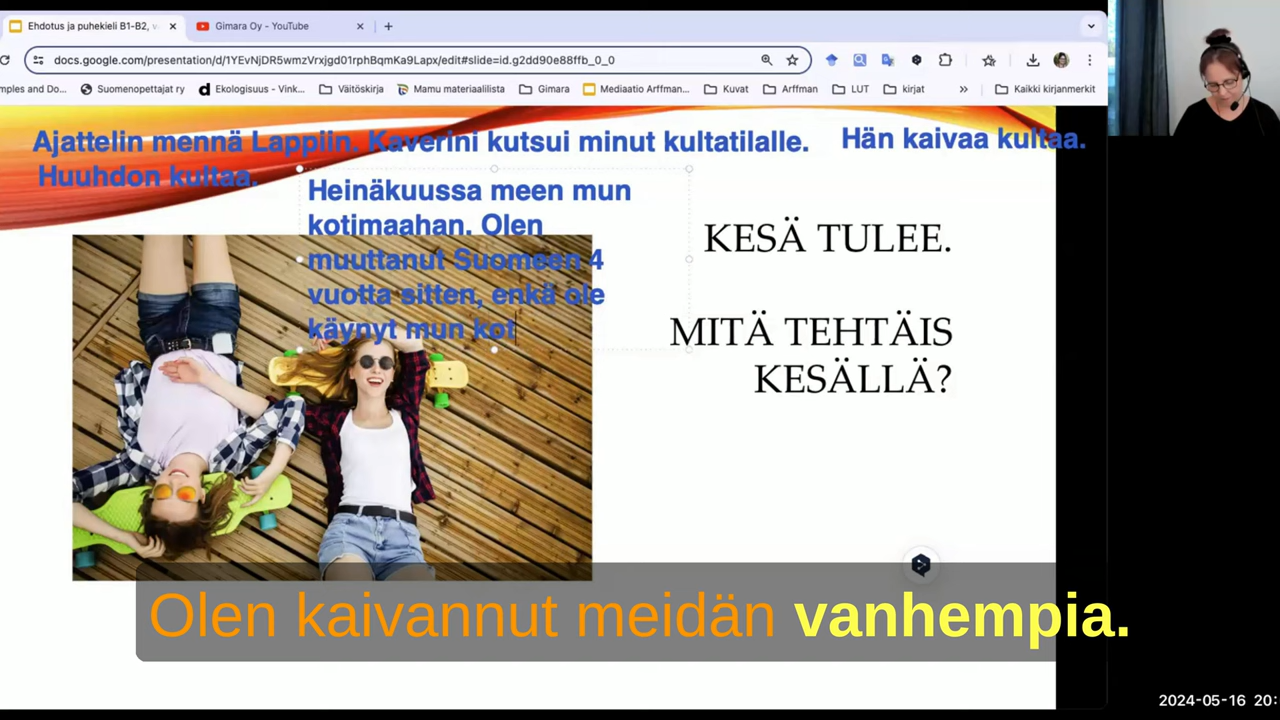 Ehdotus ja puhekieli B1-B2, v
Gimara Oy - YouTube
docs.google.com/presentation/d/1YEvNjDR5wmzVrxjgd01rphBqmKa9Lapx/edit#slide=id.g2dd90e88ffb_0_0
mples and Do...
Suomenopettajat ry
Ekologisuus - Vink...
Väitöskirja
Mamu materiaalilista
Gimara
Mediaatio Arffman...
Kuvat
Arffman
LUT
kirjat
Kaikki kirjanmerkit
Ajattelin mennä Lappiin. Kaverini kutsui minut kultatilalle. Hän kaivaa kultaa.
Huuhdon kultaa.
Heinäkuussa meen mun
kotimaahan. Olen
muuttanut Suomeen 4
vuotta sitten, enkä ole
käynyt mun kot
KESÄ TULEE.
MITÄ TEHTÄIS
KESÄLLÄ?
Olen kaivannut meidän vanhempia.
2024-05-16 20: